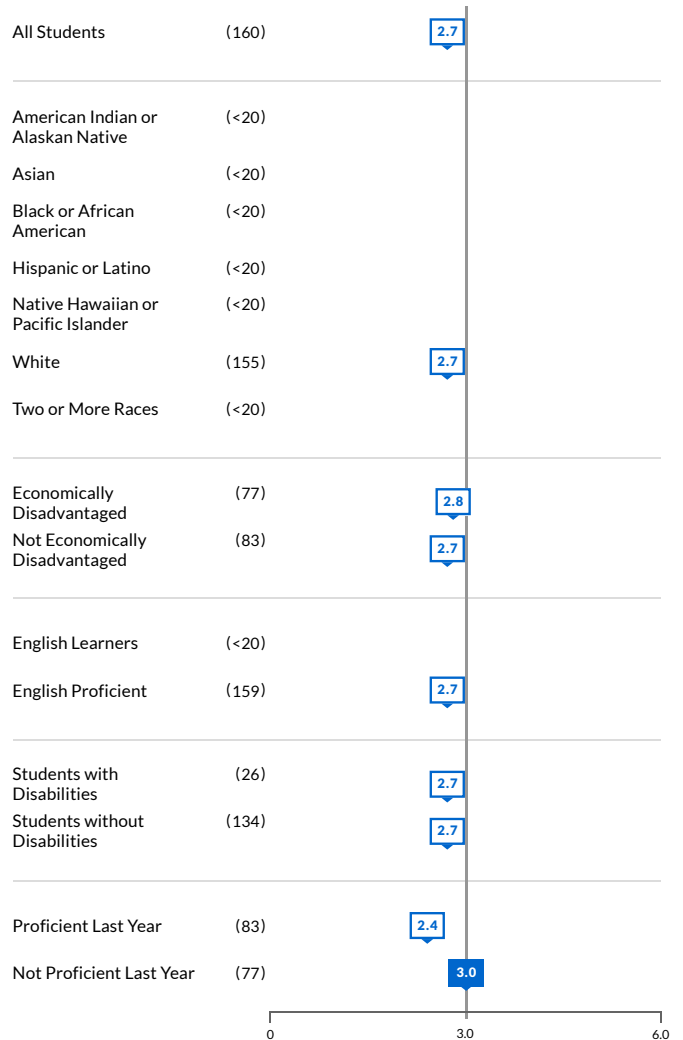 All Students (160) 2.7
American Indian or (<20)
Alaskan Native
Asian (<20)
Black or African (<20)
American
Hispanic or Latino (<20)
Native Hawaiian or (<20)
Pacific Islander
White (155) 2.7
Two or More Races (<20)
Economically (77) 2.8
Disadvantaged
Not Economically (83) 2.7
Disadvantaged
English Learners (<20)
English Proficient (159) 2.7
Students with (26) 2.7
Disabilities
Students without (134) 2.7
Disabilities
Proficient Last Year (83) 2.4
Not Proficient Last Year (77) 3.0
0 3.0 6.0